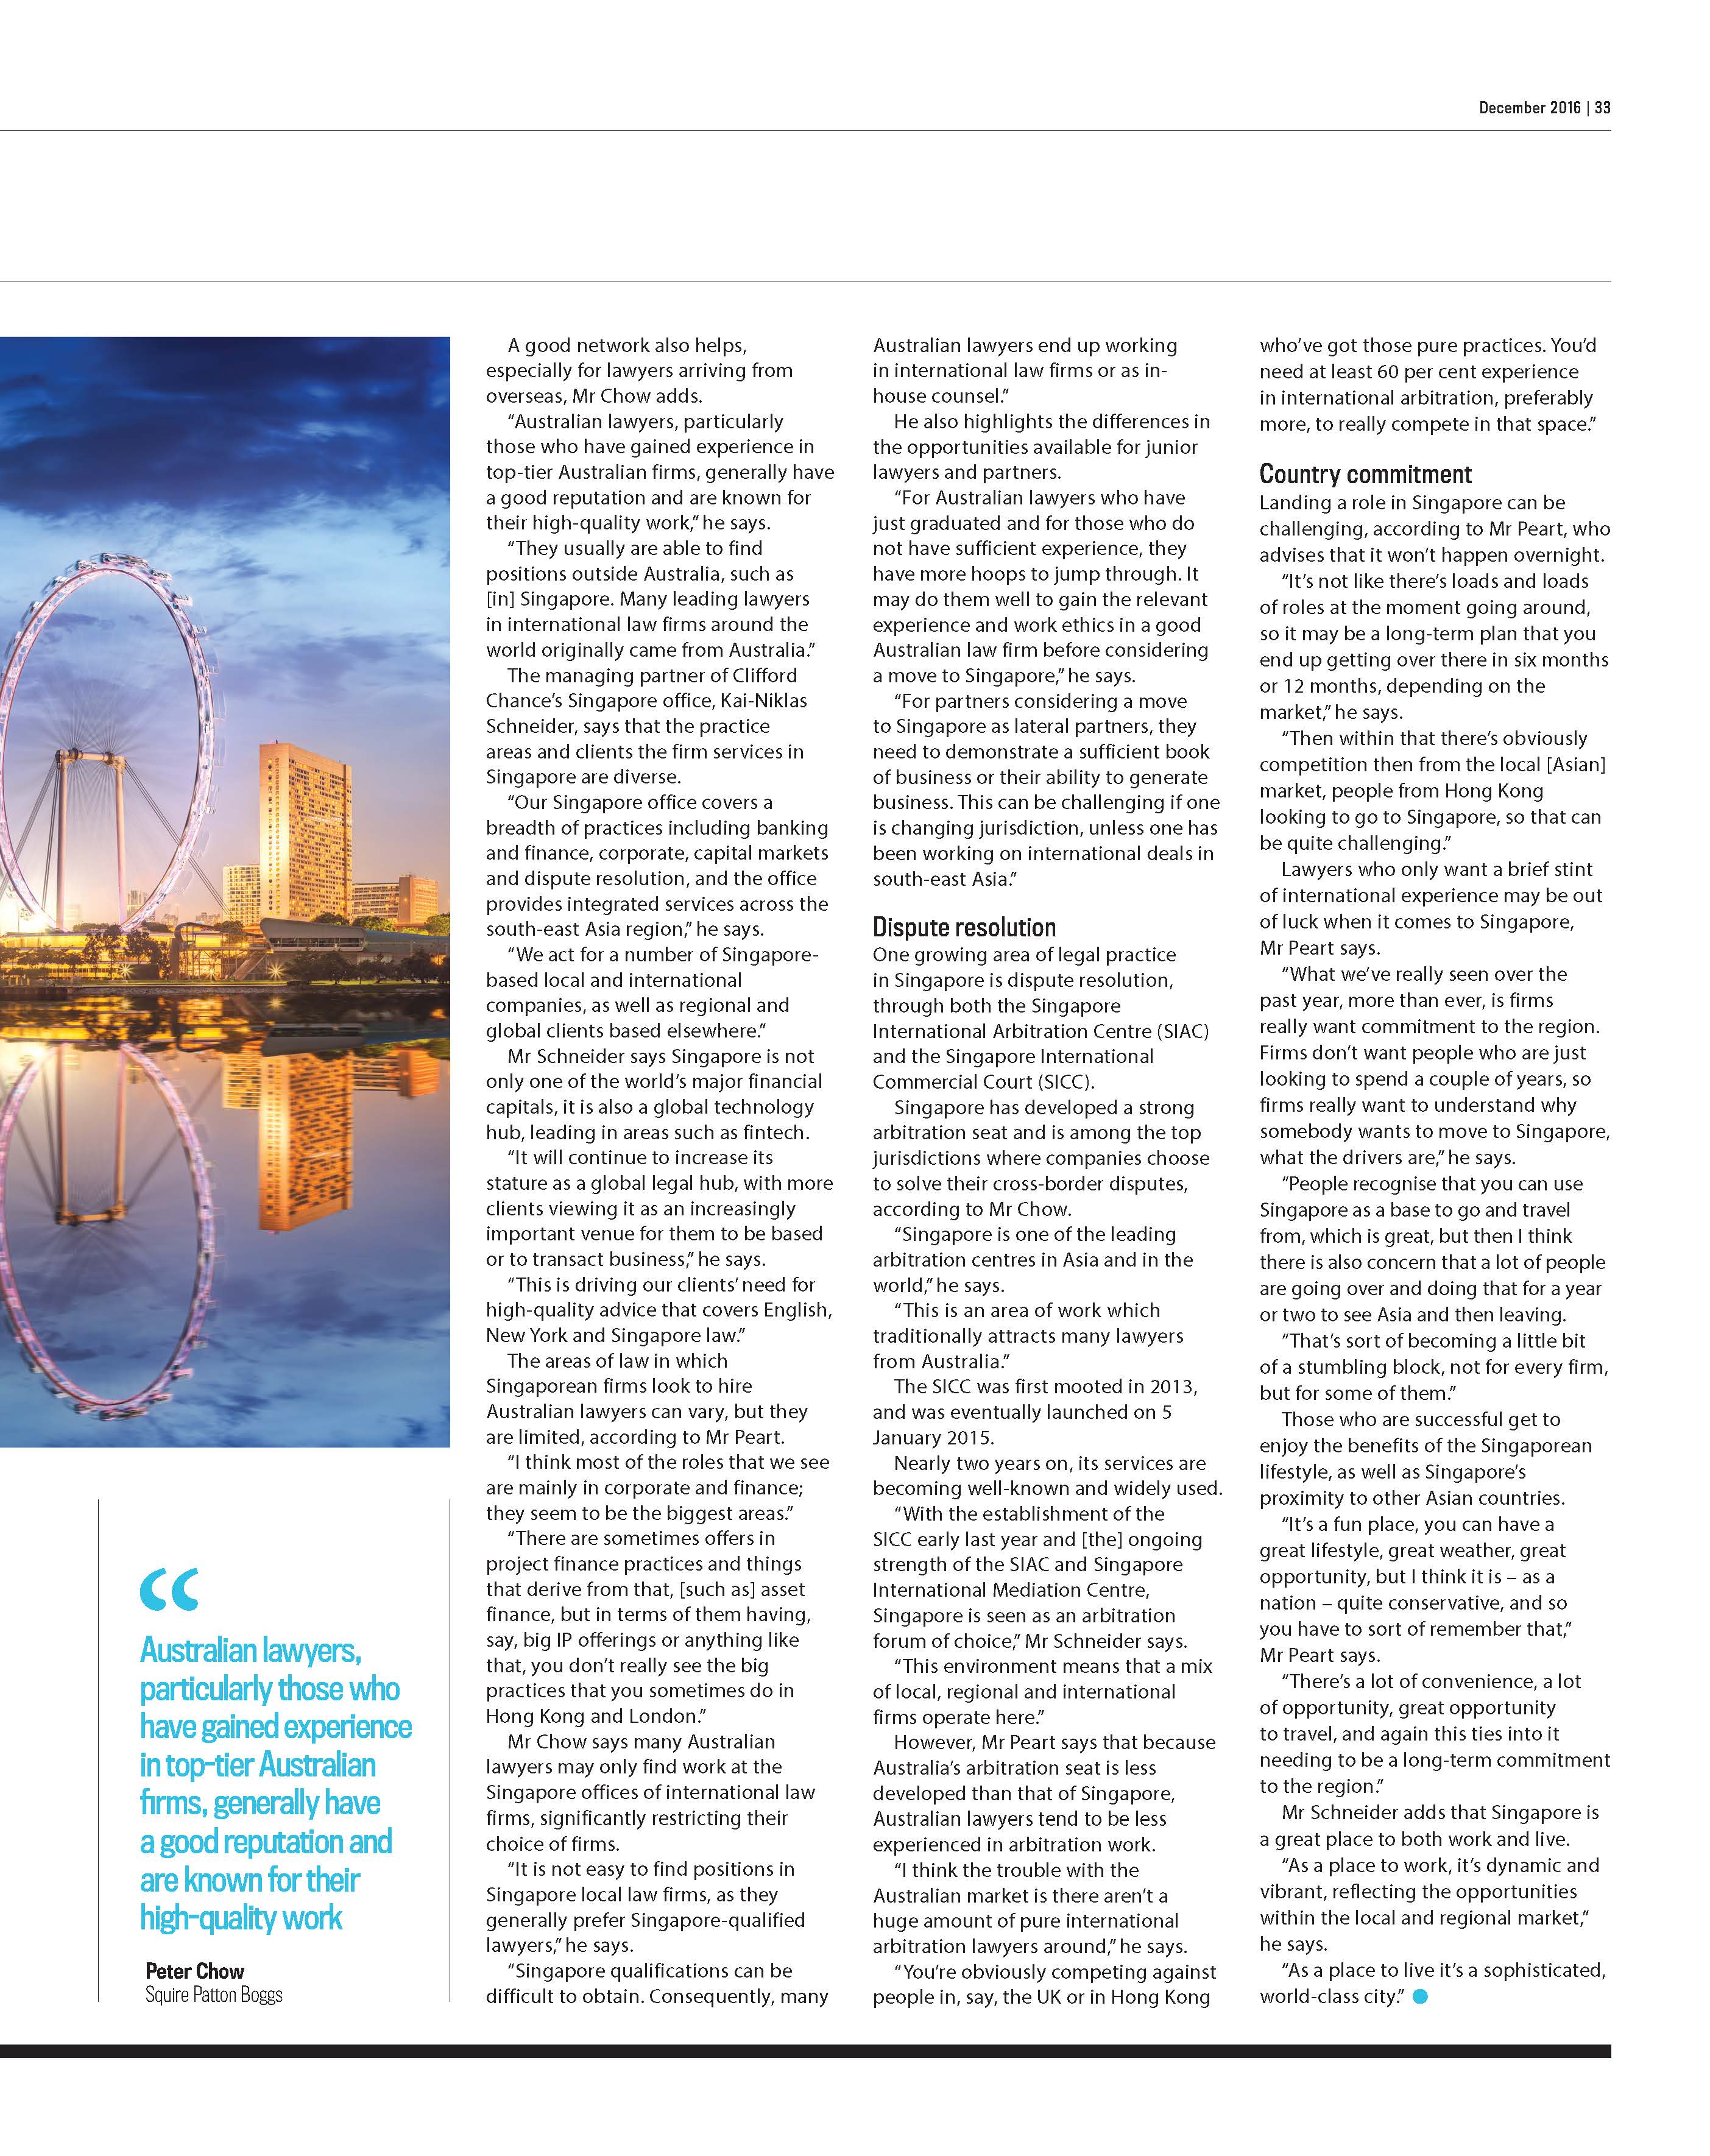 December 2016 | 33
A good network also helps,
especially for lawyers arriving from
overseas, Mr Chow adds.
“Australian lawyers, particularly
those who have gained experience in
top-tier Australian firms, generally have
a good reputation and are known for
their high-quality work,” he says.
“They usually are able to find
positions outside Australia, such as
[in] Singapore. Many leading lawyers
in international law firms around the
world originally came from Australia.”
The managing partner of Clifford
Chance’s Singapore office, Kai-Niklas
Schneider, says that the practice
areas and clients the firm services in
Singapore are diverse.
“Our Singapore office covers a
breadth of practices including banking
and finance, corporate, capital markets
and dispute resolution, and the office
provides integrated services across the
south-east Asia region,” he says.
“We act for a number of Singapore-
based local and international
companies, as well as regional and
global clients based elsewhere.”
Mr Schneider says Singapore is not
only one of the world’s major financial
capitals, it is also a global technology
hub, leading in areas such as fintech.
“It will continue to increase its
stature as a global legal hub, with more
clients viewing it as an increasingly
important venue for them to be based
or to transact business,” he says.
“This is driving our clients’ need for
high-quality advice that covers English,
New York and Singapore law.”
The areas of law in which
Singaporean firms look to hire
Australian lawyers can vary, but they
are limited, according to Mr Peart.
“I think most of the roles that we see
are mainly in corporate and finance;
they seem to be the biggest areas.”
“There are sometimes offers in
project finance practices and things
that derive from that, [such as] asset
finance, but in terms of them having,
say, big IP offerings or anything like
that, you don’t really see the big
practices that you sometimes do in
Hong Kong and London.”
Mr Chow says many Australian
lawyers may only find work at the
Singapore offices of international law
firms, significantly restricting their
choice of firms.
“It is not easy to find positions in
Singapore local law firms, as they
generally prefer Singapore-qualified
lawyers,” he says.
“Singapore qualifications can be
difficult to obtain. Consequently, many
Australian lawyers end up working
in international law firms or as in-
house counsel.”
He also highlights the differences in
the opportunities available for junior
lawyers and partners.
“For Australian lawyers who have
just graduated and for those who do
not have sufficient experience, they
have more hoops to jump through. It
may do them well to gain the relevant
experience and work ethics in a good
Australian law firm before considering
a move to Singapore,” he says.
“For partners considering a move
to Singapore as lateral partners, they
need to demonstrate a sufficient book
of business or their ability to generate
business. This can be challenging if one
is changing jurisdiction, unless one has
been working on international deals in
south-east Asia.”
Dispute resolution
One growing area of legal practice
in Singapore is dispute resolution,
through both the Singapore
International Arbitration Centre (SIAC)
and the Singapore International
Commercial Court (SICC).
Singapore has developed a strong
arbitration seat and is among the top
jurisdictions where companies choose
to solve their cross-border disputes,
according to Mr Chow.
“Singapore is one of the leading
arbitration centres in Asia and in the
world,” he says.
“This is an area of work which
traditionally attracts many lawyers
from Australia.”
The SICC was first mooted in 2013,
and was eventually launched on 5
January 2015.
Nearly two years on, its services are
becoming well-known and widely used.
“With the establishment of the
SICC early last year and [the] ongoing
strength of the SIAC and Singapore
International Mediation Centre,
Singapore is seen as an arbitration
forum of choice,” Mr Schneider says.
“This environment means that a mix
of local, regional and international
firms operate here.”
However, Mr Peart says that because
Australia’s arbitration seat is less
developed than that of Singapore,
Australian lawyers tend to be less
experienced in arbitration work.
“I think the trouble with the
Australian market is there aren’t a
huge amount of pure international
arbitration lawyers around,” he says.
“You’re obviously competing against
people in, say, the UK or in Hong Kong
who’ve got those pure practices. You’d
need at least 60 per cent experience
in international arbitration, preferably
more, to really compete in that space.”
Country commitment
Landing a role in Singapore can be
challenging, according to Mr Peart, who
advises that it won’t happen overnight.
“It’s not like there’s loads and loads
of roles at the moment going around,
so it may be a long-term plan that you
end up getting over there in six months
or 12 months, depending on the
market,” he says.
“Then within that there’s obviously
competition then from the local [Asian]
market, people from Hong Kong
looking to go to Singapore, so that can
be quite challenging.”
Lawyers who only want a brief stint
of international experience may be out
of luck when it comes to Singapore,
Mr Peart says.
“What we’ve really seen over the
past year, more than ever, is firms
really want commitment to the region.
Firms don’t want people who are just
looking to spend a couple of years, so
firms really want to understand why
somebody wants to move to Singapore,
what the drivers are,” he says.
“People recognise that you can use
Singapore as a base to go and travel
from, which is great, but then I think
there is also concern that a lot of people
are going over and doing that for a year
or two to see Asia and then leaving.
“That’s sort of becoming a little bit
of a stumbling block, not for every firm,
but for some of them.”
Those who are successful get to
enjoy the benefits of the Singaporean
lifestyle, as well as Singapore’s
proximity to other Asian countries.
“It’s a fun place, you can have a
great lifestyle, great weather, great
opportunity, but I think it is – as a
nation – quite conservative, and so
you have to sort of remember that,”
Mr Peart says.
“There’s a lot of convenience, a lot
of opportunity, great opportunity
to travel, and again this ties into it
needing to be a long-term commitment
to the region.”
Mr Schneider adds that Singapore is
a great place to both work and live.
“As a place to work, it’s dynamic and
vibrant, reflecting the opportunities
within the local and regional market,”
he says.
“As a place to live it’s a sophisticated,
world-class city.”
“
Australian lawyers,
particularly those who
have gained experience
in top-tier Australian
firms, generally have
a good reputation and
are known for their
high-quality work
Peter Chow
Squire Patton Boggs